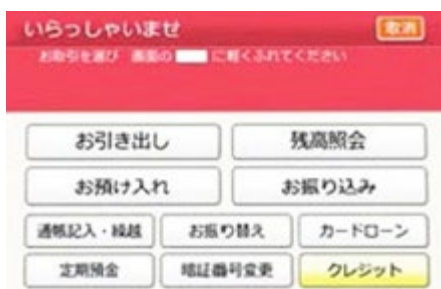 いらっしゃいませ 取消
お取引を選び 画面の に軽くふれてください
お引き出し 残高照会
お預け入れ お振り込み
通帳記入・繰越 お振り替え カードローン
定期預金 暗証番号変更 クレジット